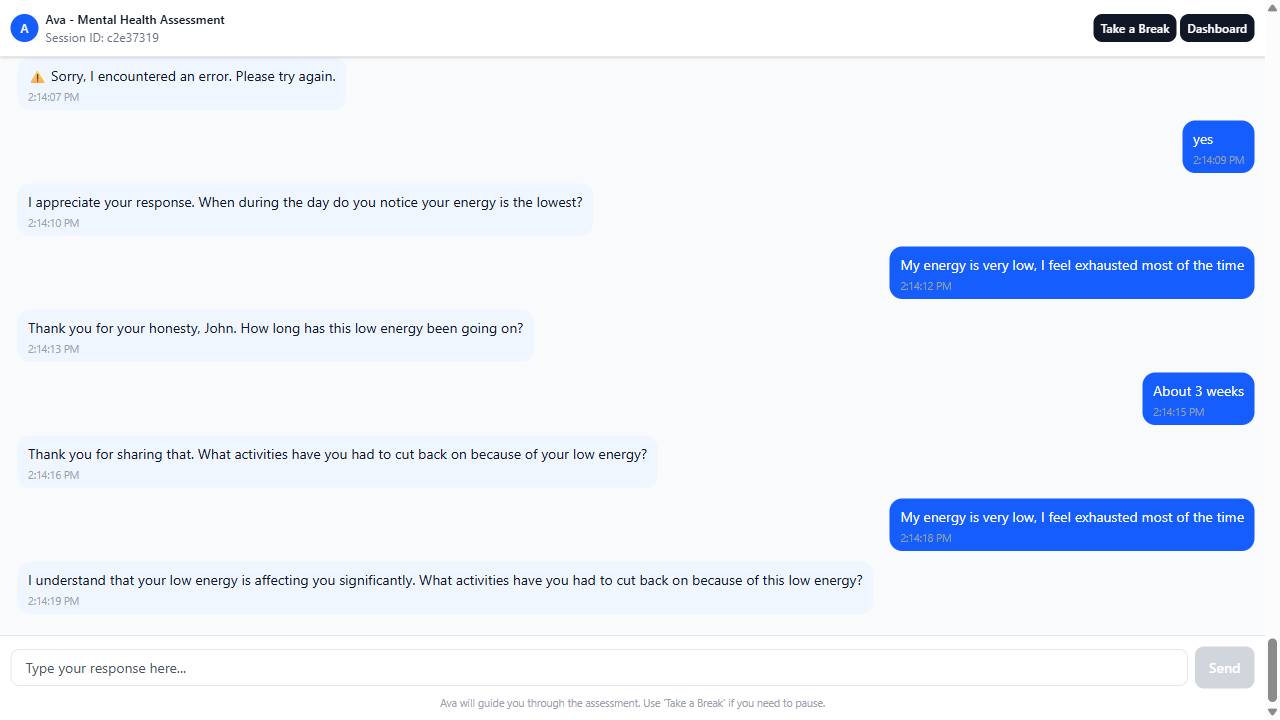 A
Ava - Mental Health Assessment
Session ID: c2e37319
Take a Break
Dashboard
⚠️ Sorry, I encountered an error. Please try again.
2:14:07 PM
yes
2:14:09 PM
I appreciate your response. When during the day do you notice your energy is the lowest?
2:14:10 PM
My energy is very low, I feel exhausted most of the time
2:14:12 PM
Thank you for your honesty, John. How long has this low energy been going on?
2:14:13 PM
About 3 weeks
2:14:15 PM
Thank you for sharing that. What activities have you had to cut back on because of your low energy?
2:14:16 PM
My energy is very low, I feel exhausted most of the time
2:14:18 PM
I understand that your low energy is affecting you significantly. What activities have you had to cut back on because of this low energy?
2:14:19 PM
Type your response here...
Send
Ava will guide you through the assessment. Use 'Take a Break' if you need to pause.